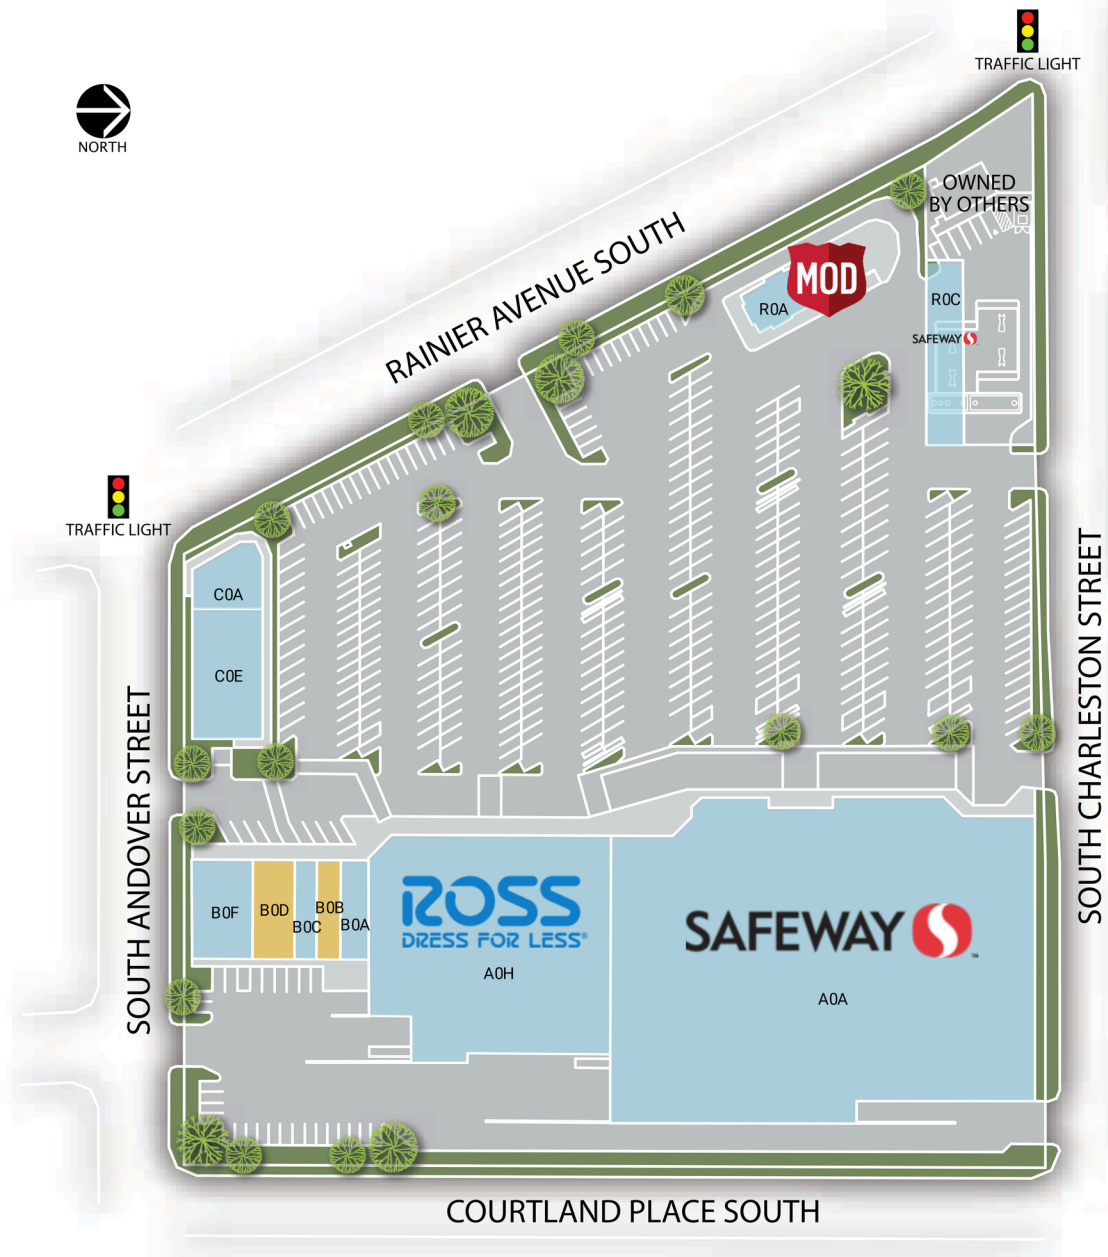 TRAFFIC LIGHT
NORTH
OWNED
BY OTHERS
RAINIER AVENUE SOUTH
MOD
R0A
R0C
SAFEWAY
TRAFFIC LIGHT
C0A
C0E
SOUTH ANDOVER STREET
SOUTH CHARLESTON STREET
B0F
B0D
B0C
B0B
B0A
ROSS
DRESS FOR LESS®
A0H
SAFEWAY
A0A
COURTLAND PLACE SOUTH